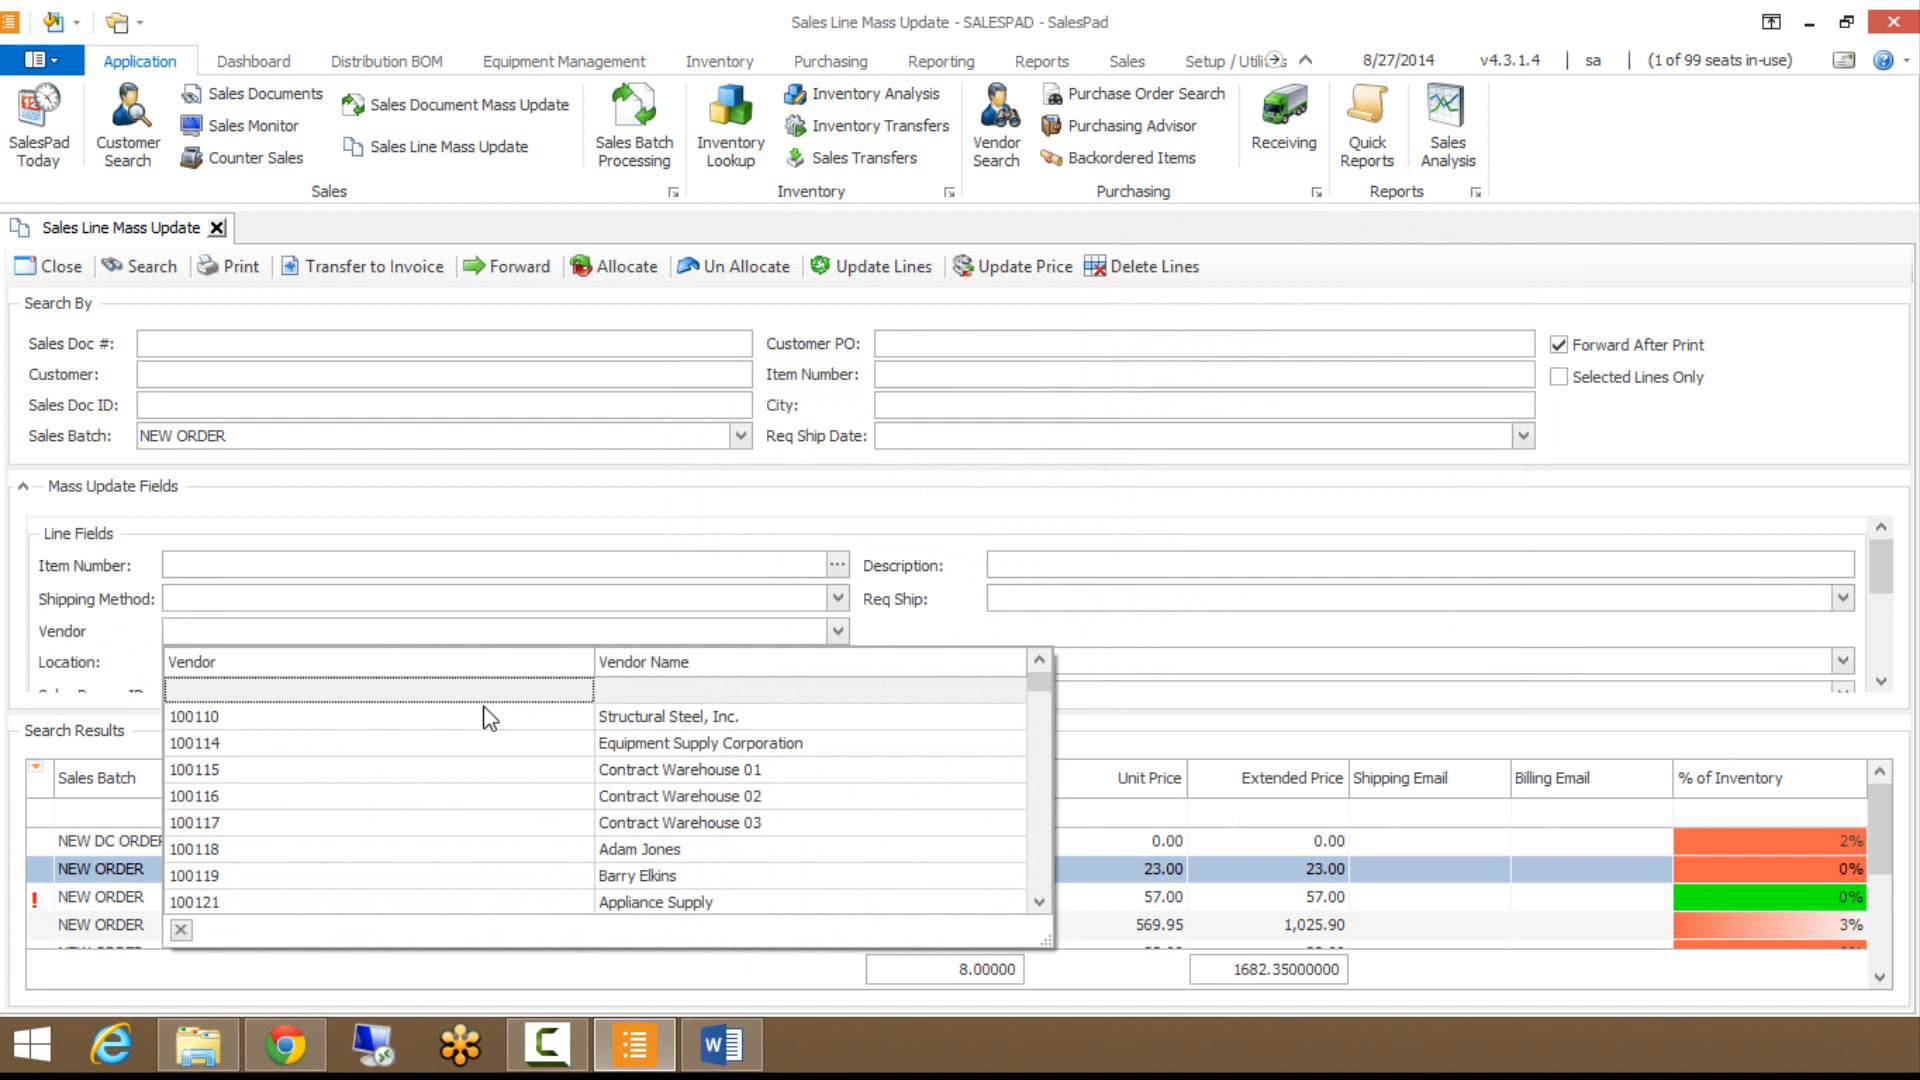 Sales Line Mass Update - SALESPAD - SalesPad
Application Dashboard Distribution BOM Equipment Management Inventory Purchasing Reporting Reports Sales Setup / Utilities 8/27/2014 v4.3.1.4 | sa | (1 of 99 seats in-use)
SalesPad Today
Customer Search
Sales Documents
Sales Monitor
Counter Sales
Sales Document Mass Update
Sales Line Mass Update
Sales Batch Processing
Sales
Inventory Lookup
Inventory Analysis
Inventory Transfers
Sales Transfers
Inventory
Vendor Search
Purchase Order Search
Purchasing Advisor
Backordered Items
Receiving
Purchasing
Quick Reports
Sales Analysis
Reports
Sales Line Mass Update
Close Search Print Transfer to Invoice Forward Allocate Un Allocate Update Lines Update Price Delete Lines
Search By
Sales Doc #: Customer PO: Forward After Print
Customer: Item Number: Selected Lines Only
Sales Doc ID: City:
Sales Batch: NEW ORDER Req Ship Date:
Mass Update Fields
Line Fields
Item Number: Description:
Shipping Method: Req Ship:
Vendor
Location:
Vendor Vendor Name
100110 Structural Steel, Inc.
100114 Equipment Supply Corporation
100115 Contract Warehouse 01
100116 Contract Warehouse 02
100117 Contract Warehouse 03
100118 Adam Jones
100119 Barry Elkins
100121 Appliance Supply
Search Results
Sales Batch Unit Price Extended Price Shipping Email Billing Email % of Inventory
NEW DC ORDER 0.00 0.00 2%
NEW ORDER 23.00 23.00 0%
! NEW ORDER 57.00 57.00 0%
NEW ORDER 569.95 1,025.90 3%
8.00000 1682.35000000